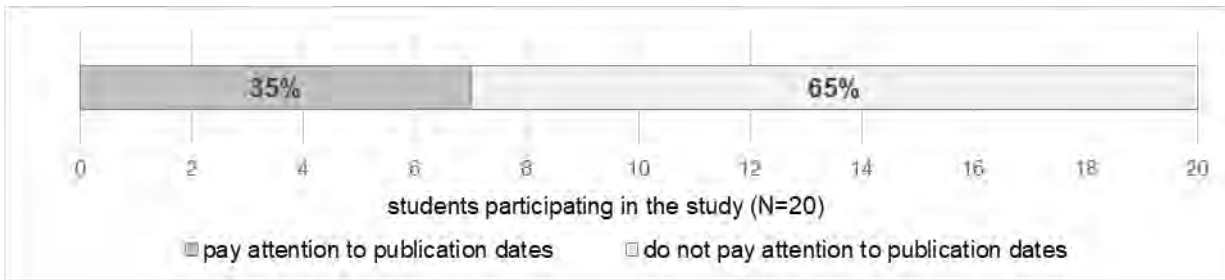 35% 65%
0 2 4 6 8 10 12 14 16 18 20
students participating in the study (N=20)
pay attention to publication dates do not pay attention to publication dates